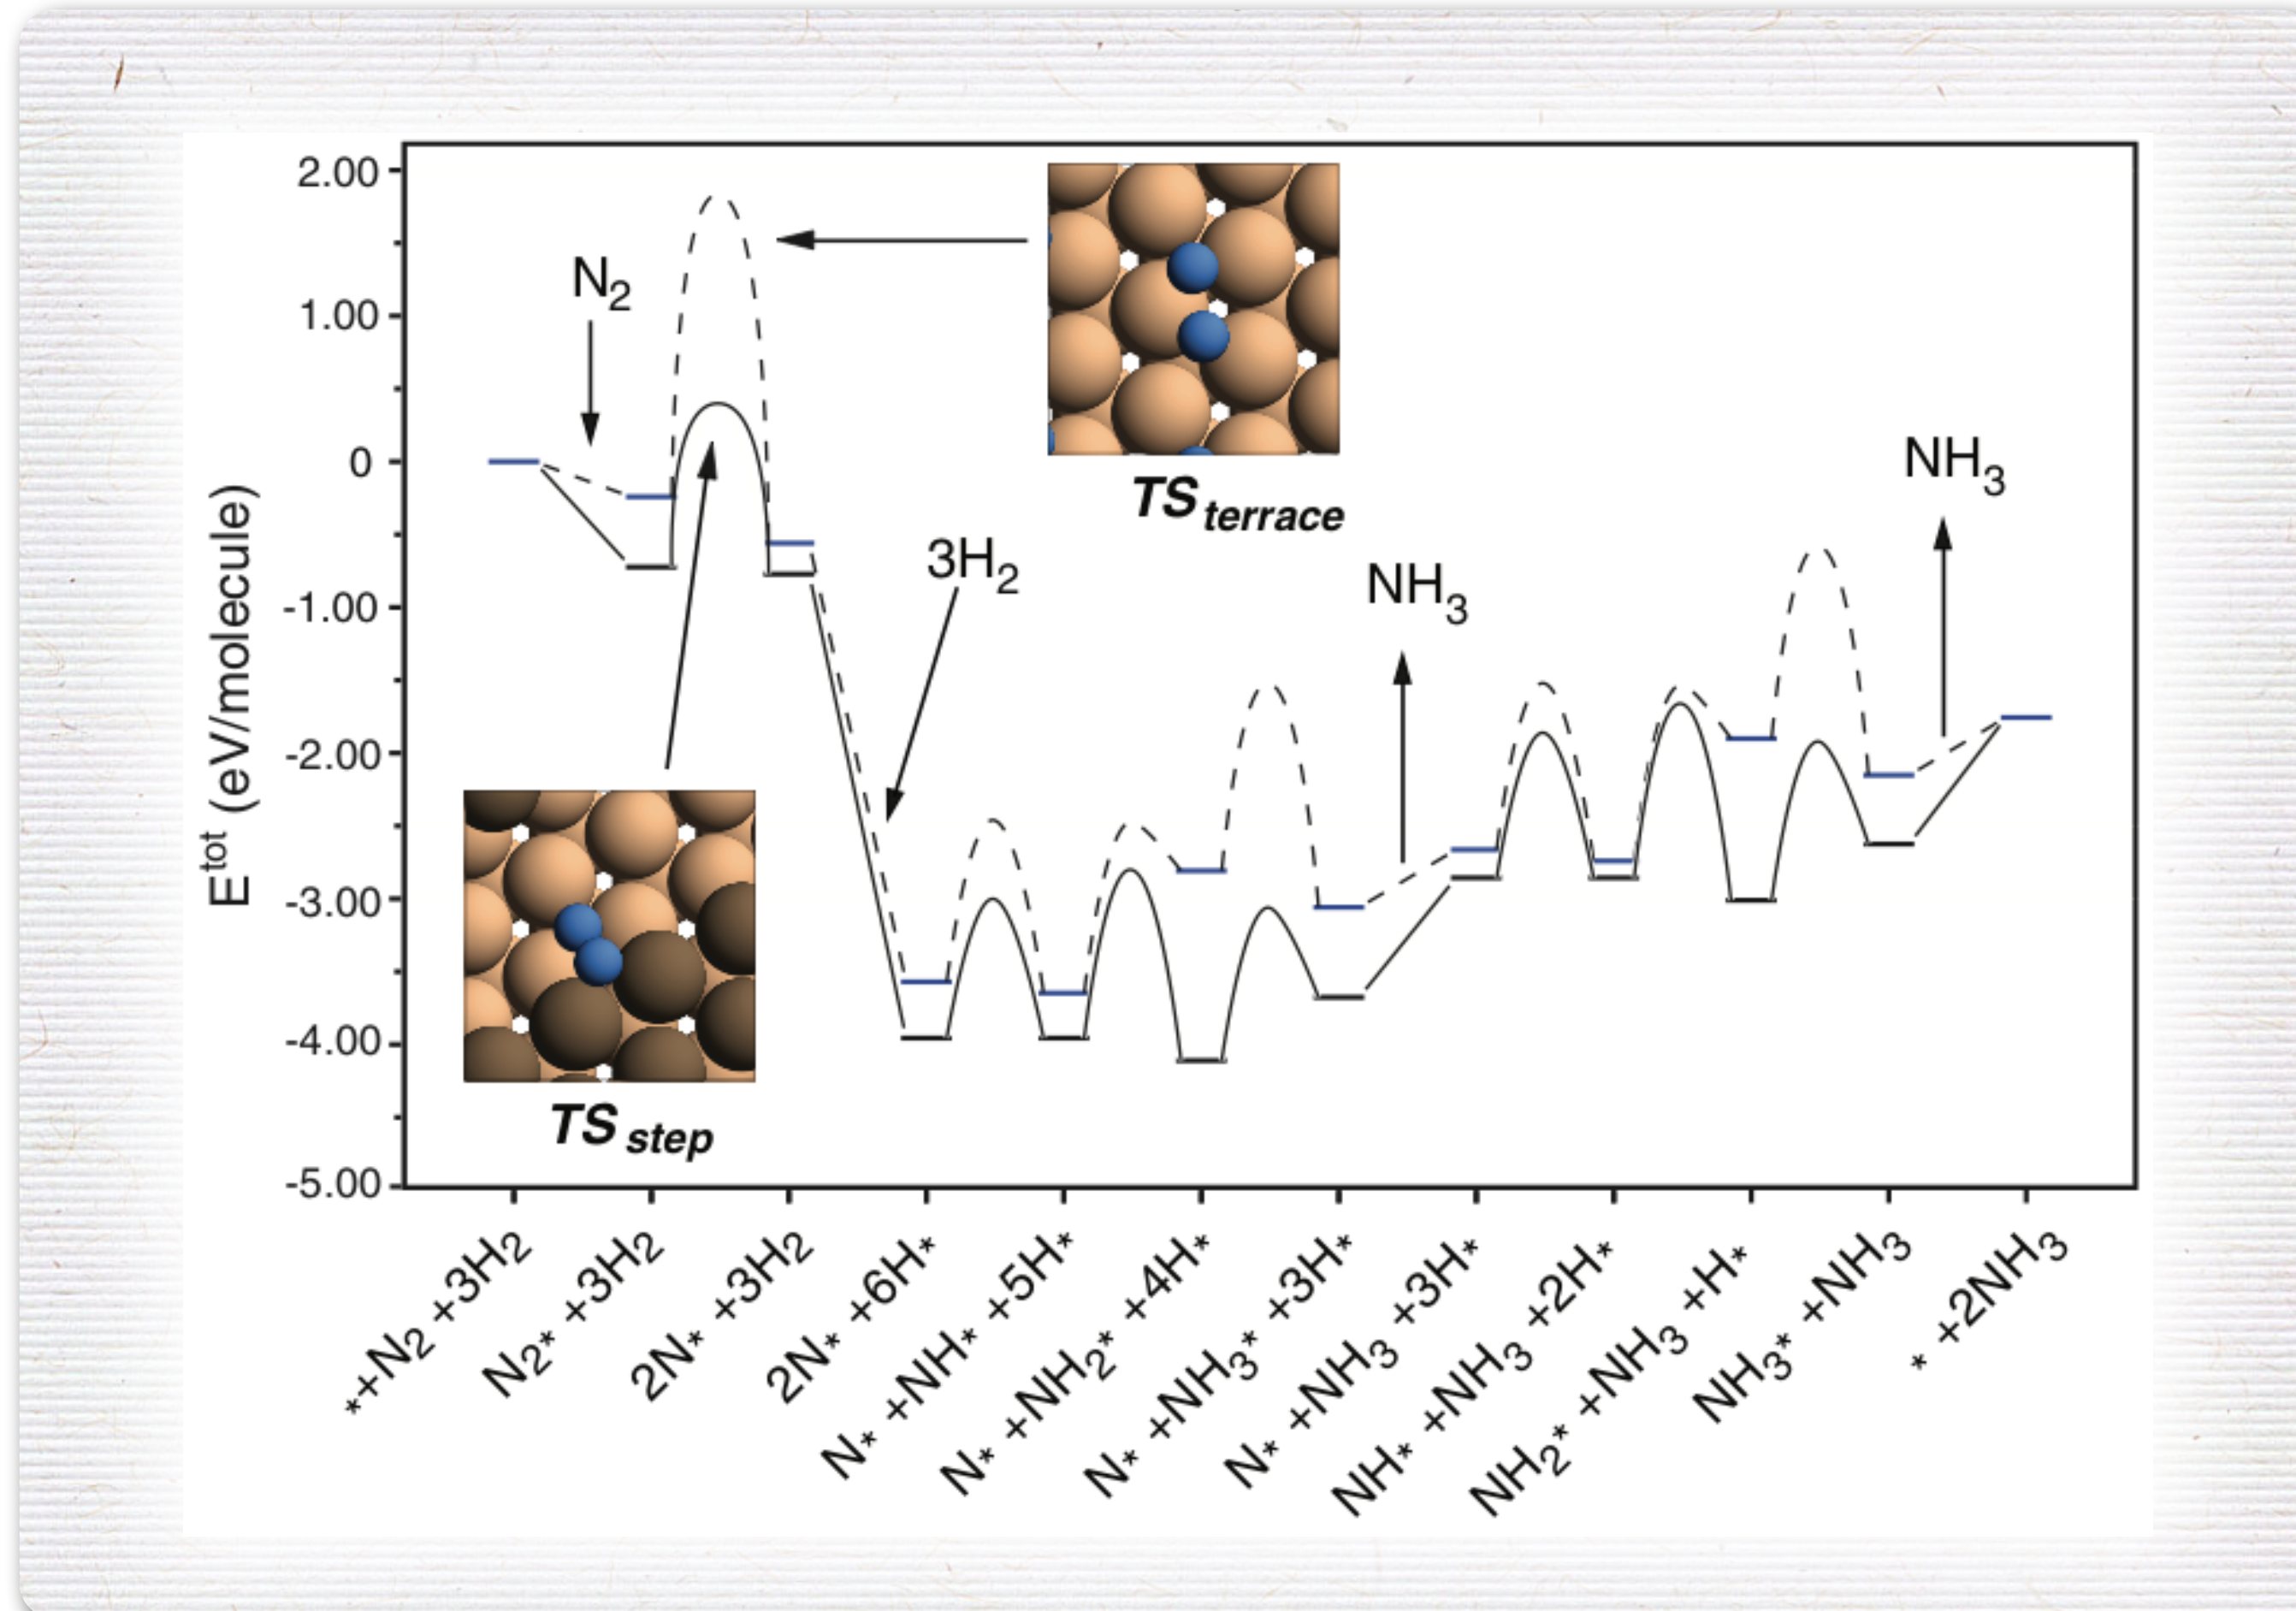 E^tot (eV/molecule)
2.00
1.00
0
-1.00
-2.00
-3.00
-4.00
-5.00
N₂
TS terrace
3H₂
NH₃
NH₃
TS step
*+N₂ +3H₂
N₂* +3H₂
2N* +3H₂
2N* +6H*
N* +NH* +5H*
N* +NH₂* +4H*
N* +NH₃* +3H*
N* +NH₃ +3H*
NH* +NH₃ +2H*
NH₂* +NH₃ +H*
NH₃* +NH₃
* +2NH₃